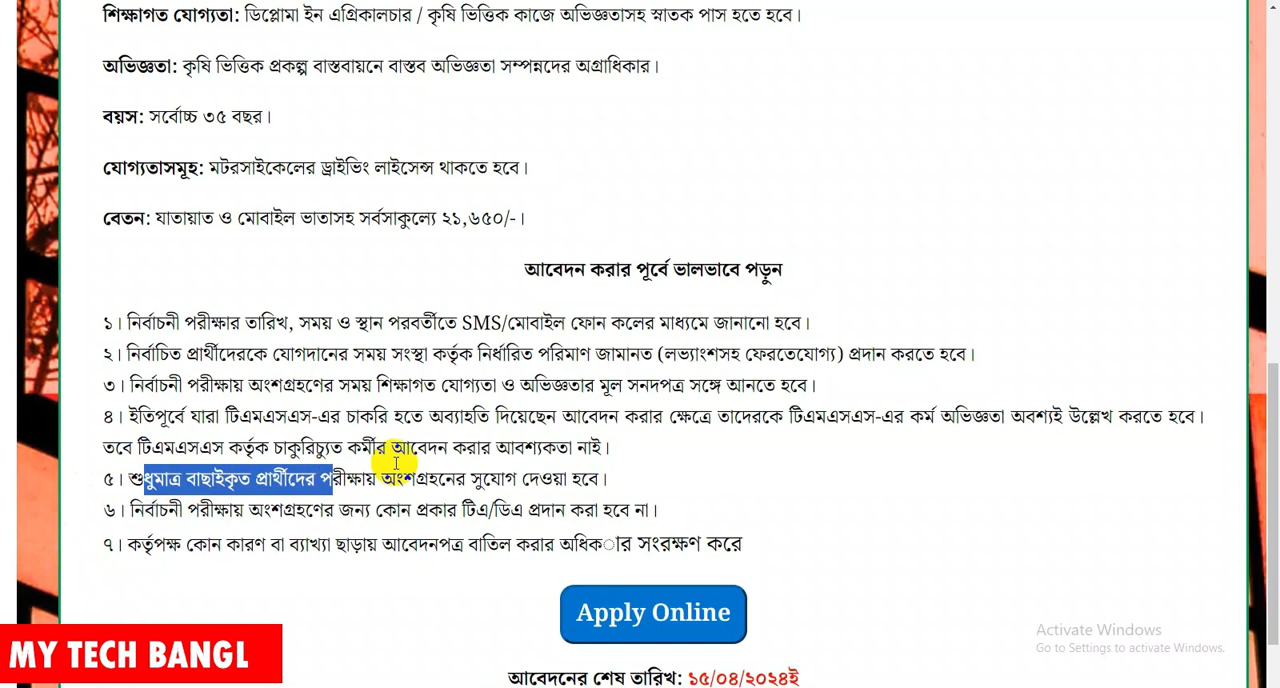 শিক্ষাগত যোগ্যতা: ডিপ্লোমা ইন এগ্রিকালচার / কৃষি ভিত্তিক কাজে অভিজ্ঞতাসহ স্নাতক পাস হতে হবে।
অভিজ্ঞতা: কৃষি ভিত্তিক প্রকল্প বাস্তবায়নে বাস্তব অভিজ্ঞতা সম্পন্নদের অগ্রাধিকার।
বয়স: সর্বোচ্চ ৩৫ বছর।
যোগ্যতাসমূহ: মটরসাইকেলের ড্রাইভিং লাইসেন্স থাকতে হবে।
বেতন: যাতায়াত ও মোবাইল ভাতাসহ সর্বসাকুল্যে ২১,৬৫০/-।
আবেদন করার পূর্বে ভালভাবে পড়ুন
১। নির্বাচনী পরীক্ষার তারিখ, সময় ও স্থান পরবর্তীতে SMS/মোবাইল ফোন কলের মাধ্যমে জানানো হবে।
২। নির্বাচিত প্রার্থীদেরকে যোগদানের সময় সংস্থা কর্তৃক নির্ধারিত পরিমাণ জামানত (লভ্যাংশসহ ফেরতেযোগ্য) প্রদান করতে হবে।
৩। নির্বাচনী পরীক্ষায় অংশগ্রহণের সময় শিক্ষাগত যোগ্যতা ও অভিজ্ঞতার মূল সনদপত্র সঙ্গে আনতে হবে।
৪। ইতিপূর্বে যারা টিএমএসএস-এর চাকরি হতে অব্যাহতি দিয়েছেন আবেদন করার ক্ষেত্রে তাদেরকে টিএমএসএস-এর কর্ম অভিজ্ঞতা অবশ্যই উল্লেখ করতে হবে।
তবে টিএমএসএস কর্তৃক চাকুরিচ্যুত কর্মীর আবেদন করার আবশ্যকতা নাই।
৫। শুধুমাত্র বাছাইকৃত প্রার্থীদের পরীক্ষায় অংশগ্রহনের সুযোগ দেওয়া হবে।
৬। নির্বাচনী পরীক্ষায় অংশগ্রহণের জন্য কোন প্রকার টিএ/ডিএ প্রদান করা হবে না।
৭। কর্তৃপক্ষ কোন কারণ বা ব্যাখ্যা ছাড়ায় আবেদনপত্র বাতিল করার অধিকার সংরক্ষণ করে
Apply Online
Activate Windows
Go to Settings to activate Windows.
MY TECH BANGL
আবেদনের শেষ তারিখ: ১৫/০৪/২০২৪ই